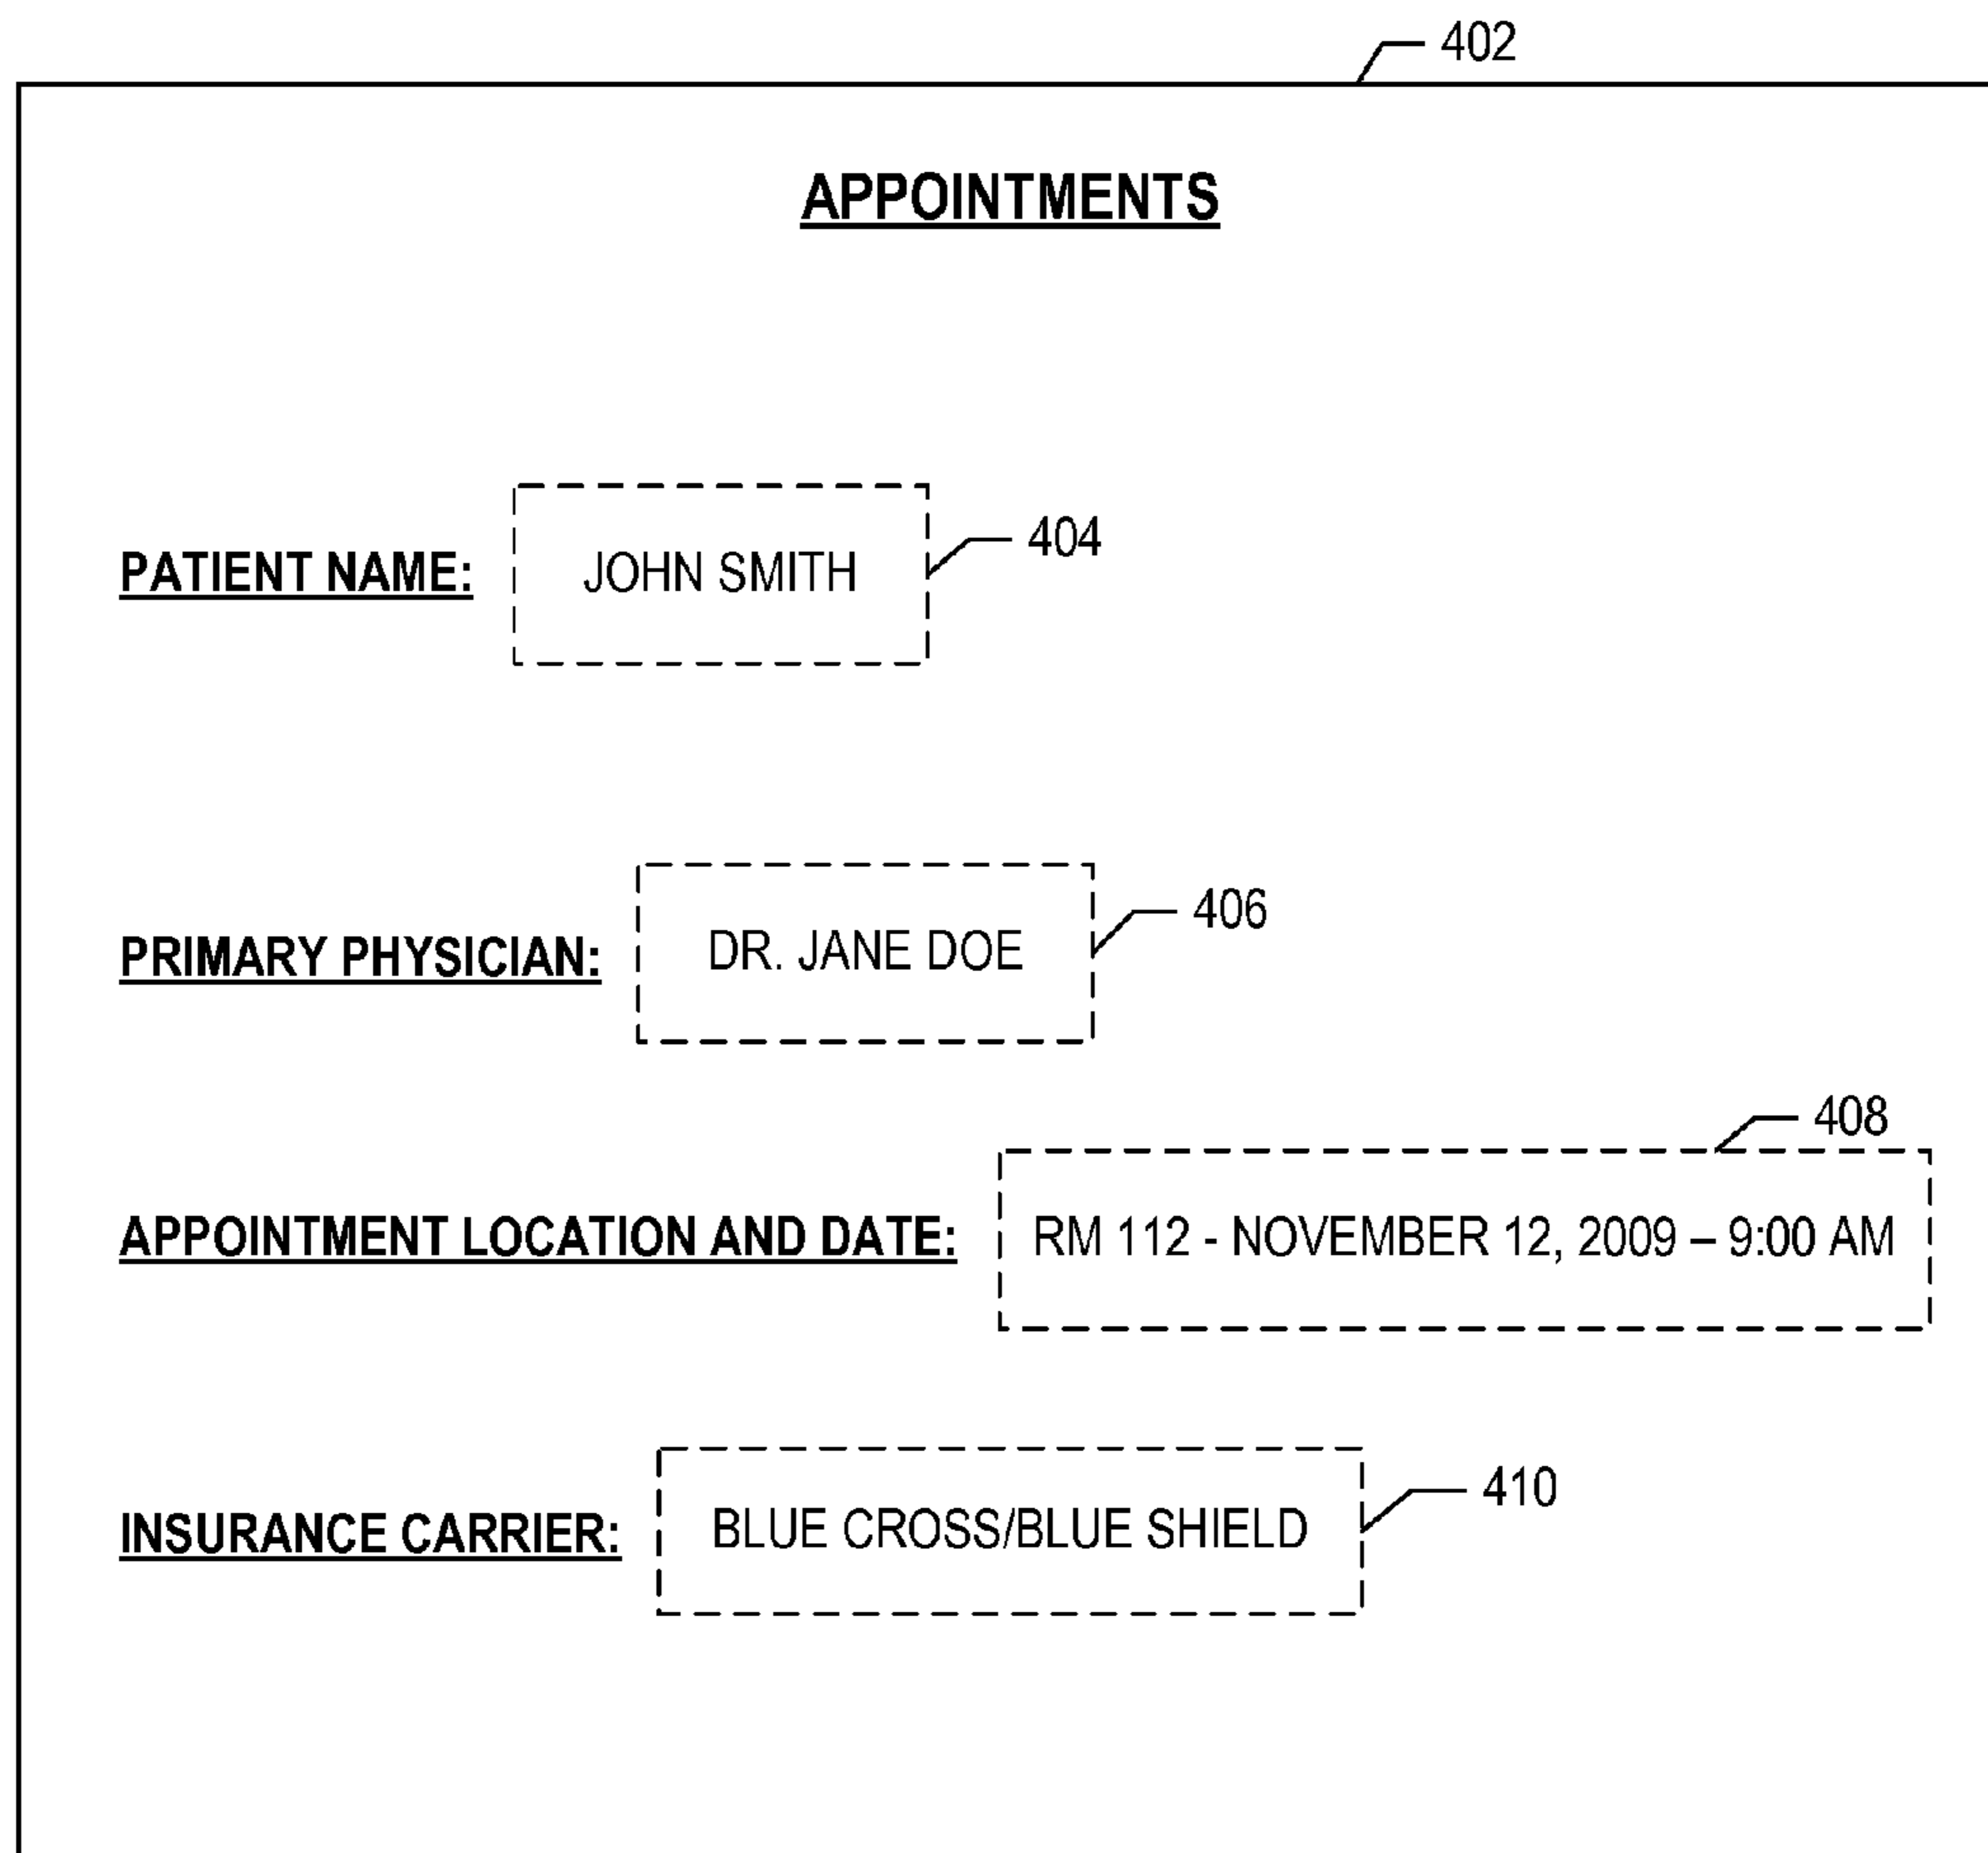 402
APPOINTMENTS
PATIENT NAME: JOHN SMITH 404
PRIMARY PHYSICIAN: DR. JANE DOE 406
408
APPOINTMENT LOCATION AND DATE: RM 112 - NOVEMBER 12, 2009 – 9:00 AM
INSURANCE CARRIER: BLUE CROSS/BLUE SHIELD 410